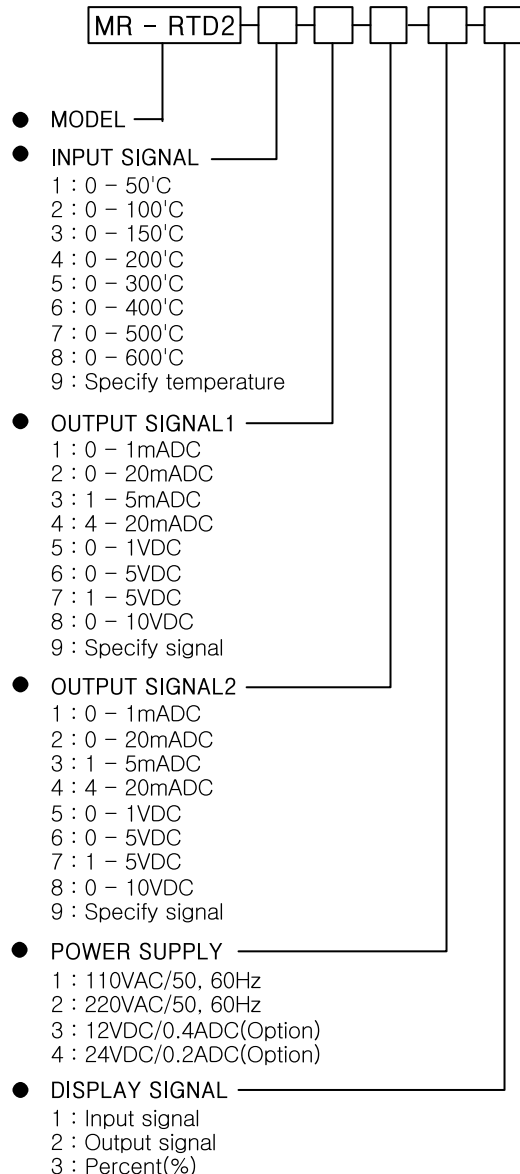 MR - RTD2
● MODEL
● INPUT SIGNAL
1 : 0 - 50'C
2 : 0 - 100'C
3 : 0 - 150'C
4 : 0 - 200'C
5 : 0 - 300'C
6 : 0 - 400'C
7 : 0 - 500'C
8 : 0 - 600'C
9 : Specify temperature
● OUTPUT SIGNAL1
1 : 0 - 1mADC
2 : 0 - 20mADC
3 : 1 - 5mADC
4 : 4 - 20mADC
5 : 0 - 1VDC
6 : 0 - 5VDC
7 : 1 - 5VDC
8 : 0 - 10VDC
9 : Specify signal
● OUTPUT SIGNAL2
1 : 0 - 1mADC
2 : 0 - 20mADC
3 : 1 - 5mADC
4 : 4 - 20mADC
5 : 0 - 1VDC
6 : 0 - 5VDC
7 : 1 - 5VDC
8 : 0 - 10VDC
9 : Specify signal
● POWER SUPPLY
1 : 110VAC/50, 60Hz
2 : 220VAC/50, 60Hz
3 : 12VDC/0.4ADC(Option)
4 : 24VDC/0.2ADC(Option)
● DISPLAY SIGNAL
1 : Input signal
2 : Output signal
3 : Percent(%)